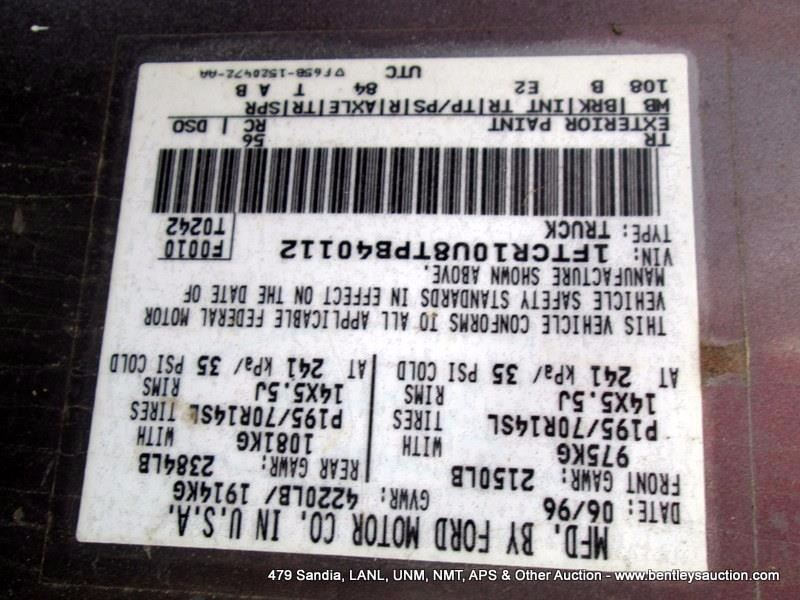 MFD. BY FORD MOTOR CO. IN U.S.A.
DATE: 06/96 GVWR: 4220LB/ 1914KG
FRONT GAWR: 2150LB REAR GAWR: 2384LB
975KG 1081KG
WITH WITH
P195/70R14SL TIRES P195/70R14SL TIRES
14X5.5J RIMS 14X5.5J RIMS
AT 241 kPa/ 35 PSI COLD AT 241 kPa/ 35 PSI COLD
THIS VEHICLE CONFORMS TO ALL APPLICABLE FEDERAL MOTOR
VEHICLE SAFETY STANDARDS IN EFFECT ON THE DATE OF
MANUFACTURE SHOWN ABOVE.
VIN: 1FTCR10U8TPB40112 F0010
TYPE: TRUCK T0242
TR 56
EXTERIOR PAINT RC | DSO
WB |BRK|INT TR|TP/PS|R|AXLE|TR|SPR
108 B E2 84 T A B
UTC ▽F65B-1520472-AA
479 Sandia, LANL, UNM, NMT, APS & Other Auction - www.bentleysauction.com